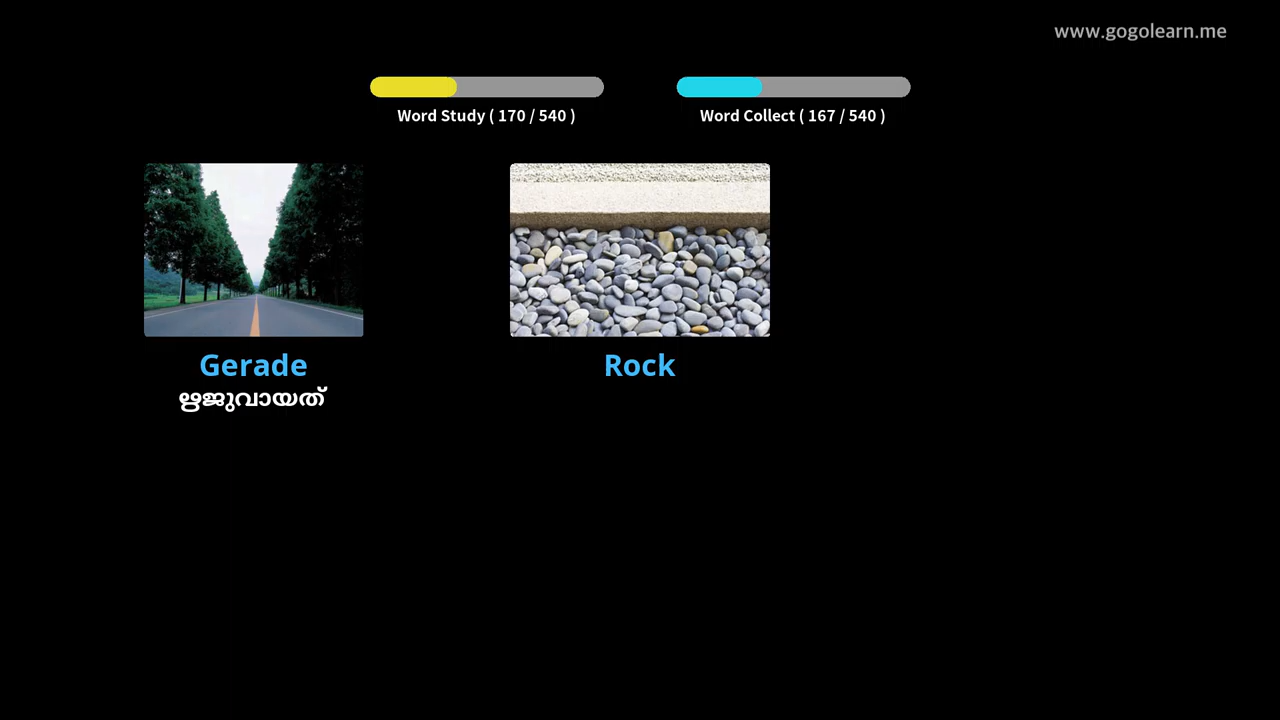 www.gogolearn.me
Word Study ( 170 / 540 )
Word Collect ( 167 / 540 )
Gerade
ഋജുവായത്
Rock